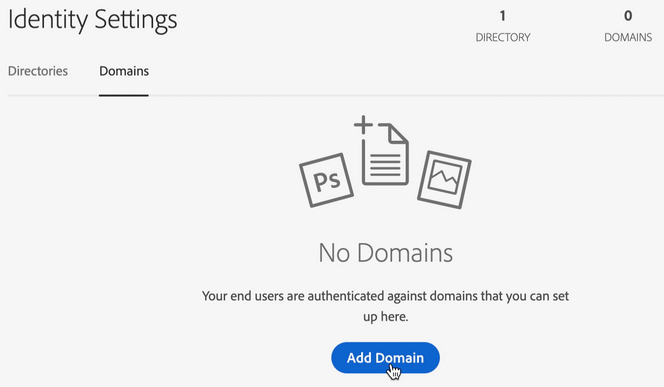 Identity Settings
1
DIRECTORY
0
DOMAINS
Directories
Domains
Ps
No Domains
Your end users are authenticated against domains that you can set
up here.
Add Domain